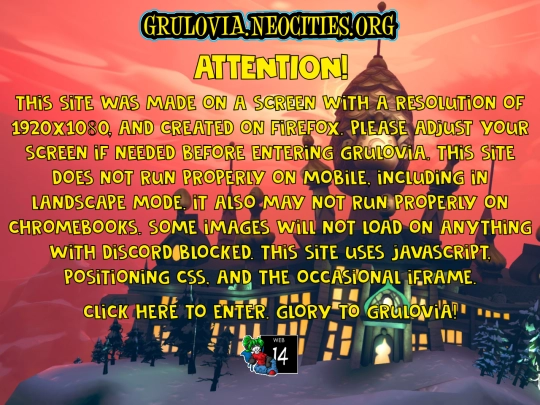 GRULOVIA.NEOCITIES.ORG
ATTENTION!
THIS SITE WAS MADE ON A SCREEN WITH A RESOLUTION OF
1920X1080, AND CREATED ON FIREFOX. PLEASE ADJUST YOUR
SCREEN IF NEEDED BEFORE ENTERING GRULOVIA. THIS SITE
DOES NOT RUN PROPERLY ON MOBILE, INCLUDING IN
LANDSCAPE MODE. IT ALSO MAY NOT RUN PROPERLY ON
CHROMEBOOKS. SOME IMAGES WILL NOT LOAD ON ANYTHING
WITH DISCORD BLOCKED. THIS SITE USES JAVASCRIPT,
POSITIONING CSS, AND THE OCCASIONAL IFRAME.
CLICK HERE TO ENTER. GLORY TO GRULOVIA!
WEB
14